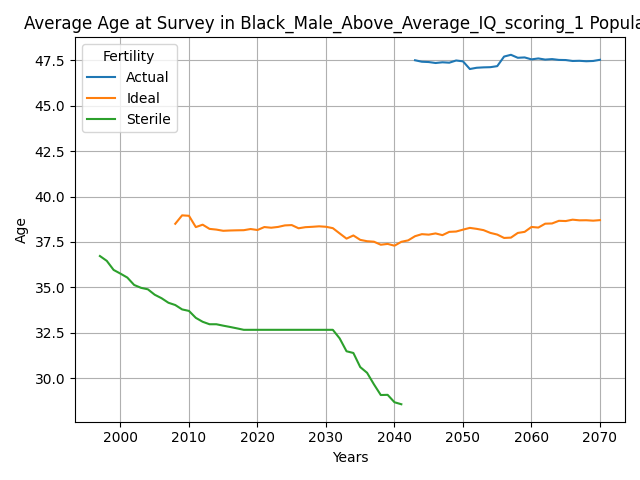 Average Age at Survey in Black_Male_Above_Average_IQ_scoring_1 Popula
Fertility
Actual
Ideal
Sterile
47.5
45.0
42.5
40.0
37.5
35.0
32.5
30.0
Age
2000 2010 2020 2030 2040 2050 2060 2070
Years